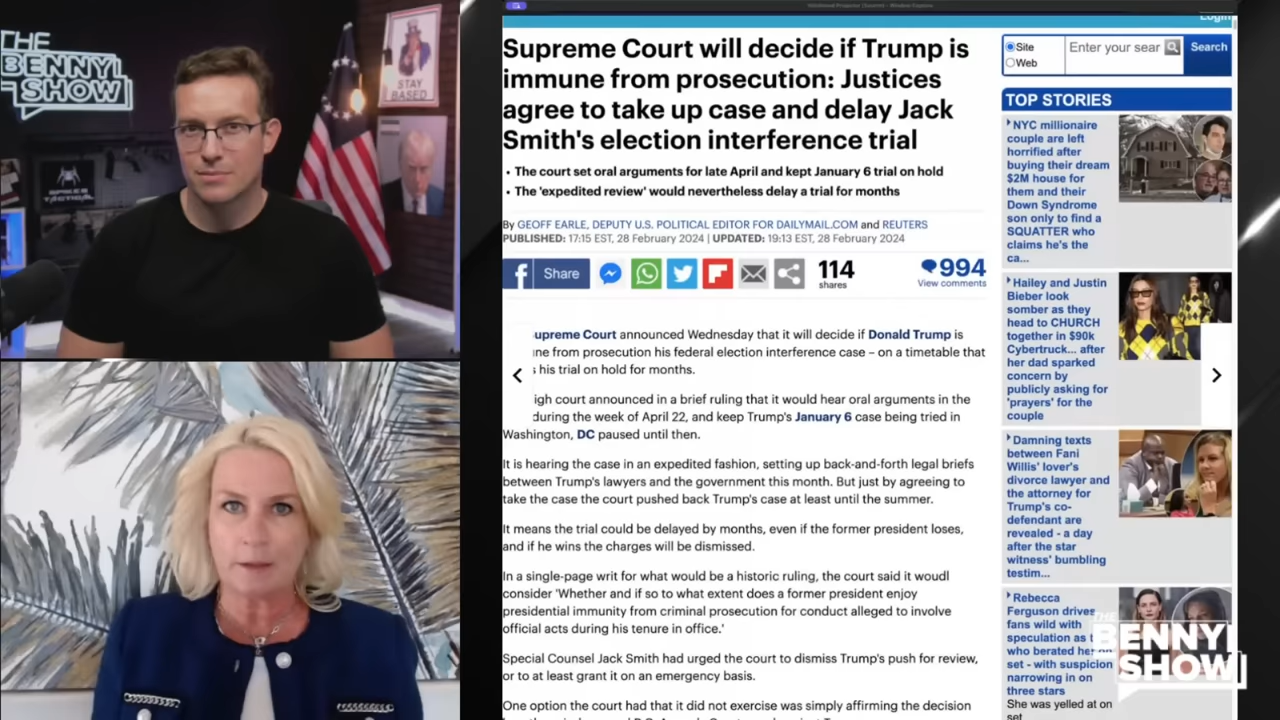 THE
BENNY
SHOW
STAY
BASED
SPIKE'S
TACTICAL
Login
Supreme Court will decide if Trump is
immune from prosecution: Justices
agree to take up case and delay Jack
Smith's election interference trial
• The court set oral arguments for late April and kept January 6 trial on hold
• The 'expedited review' would nevertheless delay a trial for months
By GEOFF EARLE, DEPUTY U.S. POLITICAL EDITOR FOR DAILYMAIL.COM and REUTERS
PUBLISHED: 17:15 EST, 28 February 2024 | UPDATED: 19:13 EST, 28 February 2024
f Share
114
shares
994
View comments
upreme Court announced Wednesday that it will decide if Donald Trump is
ne from prosecution his federal election interference case – on a timetable that
s his trial on hold for months.
igh court announced in a brief ruling that it would hear oral arguments in the
during the week of April 22, and keep Trump's January 6 case being tried in
Washington, DC paused until then.
It is hearing the case in an expedited fashion, setting up back-and-forth legal briefs
between Trump's lawyers and the government this month. But just by agreeing to
take the case the court pushed back Trump's case at least until the summer.
It means the trial could be delayed by months, even if the former president loses,
and if he wins the charges will be dismissed.
In a single-page writ for what would be a historic ruling, the court said it woudl
consider 'Whether and if so to what extent does a former president enjoy
presidential immunity from criminal prosecution for conduct alleged to involve
official acts during his tenure in office.'
Special Counsel Jack Smith had urged the court to dismiss Trump's push for review,
or to at least grant it on an emergency basis.
One option the court had that it did not exercise was simply affirming the decision
Site
Web
Enter your sear
Search
TOP STORIES
NYC millionaire
couple are left
horrified after
buying their dream
$2M house for
them and their
Down Syndrome
son only to find a
SQUATTER who
claims he's the
ca...
Hailey and Justin
Bieber look
somber as they
head to CHURCH
together in $90k
Cybertruck... after
her dad sparked
concern by
publicly asking for
'prayers' for the
couple
Damning texts
between Fani
Willis' lover's
divorce lawyer and
the attorney for
Trump's co-
defendant are
revealed - a day
after the star
witness' bumbling
testim...
Rebecca
Ferguson drives
fans wild with
speculation as t
who berated her on
set - with suspicion
narrowing in on
three stars
She was yelled at on
set
THE
BENNY
SHOW